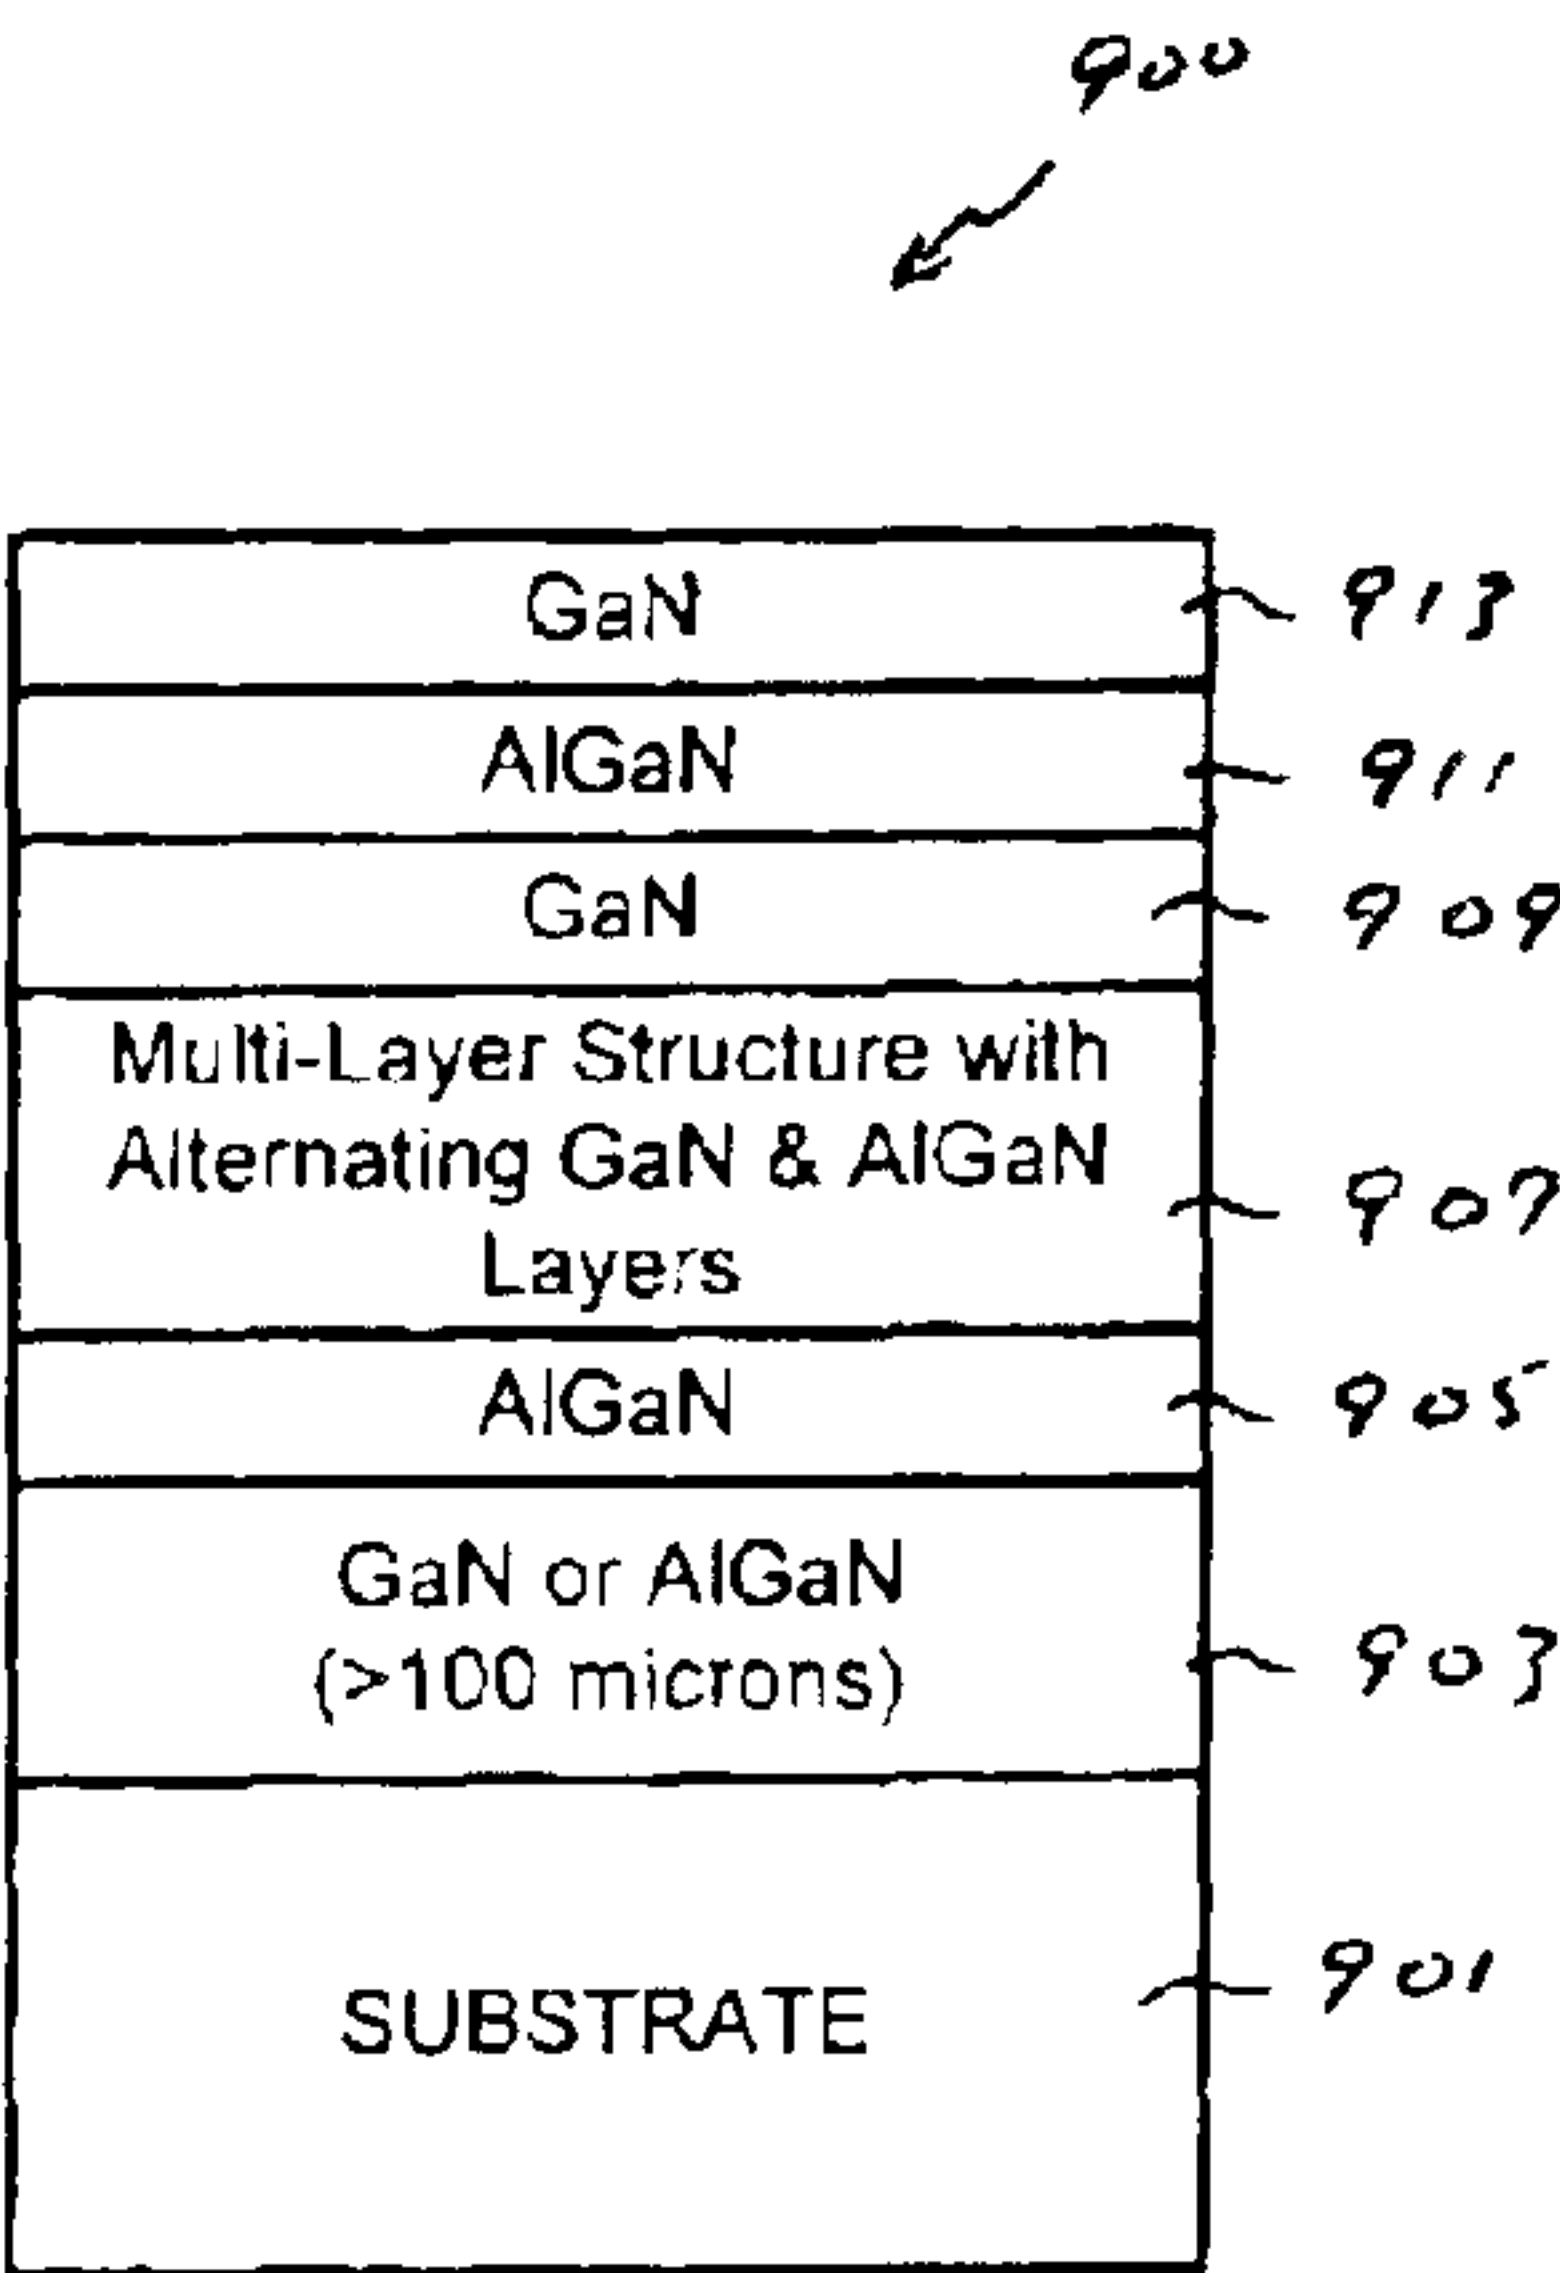 900
GaN 913
AlGaN 911
GaN 909
Multi-Layer Structure with
Alternating GaN & AlGaN
Layers
907
AlGaN 905
GaN or AlGaN
(>100 microns)
903
SUBSTRATE 901